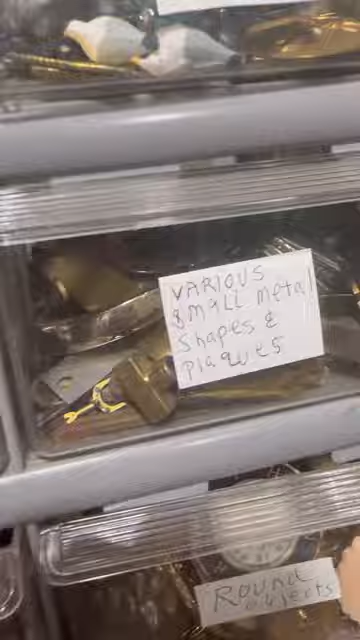 VARIOUS
Small metal
Shapes &
plaques
Round
objects